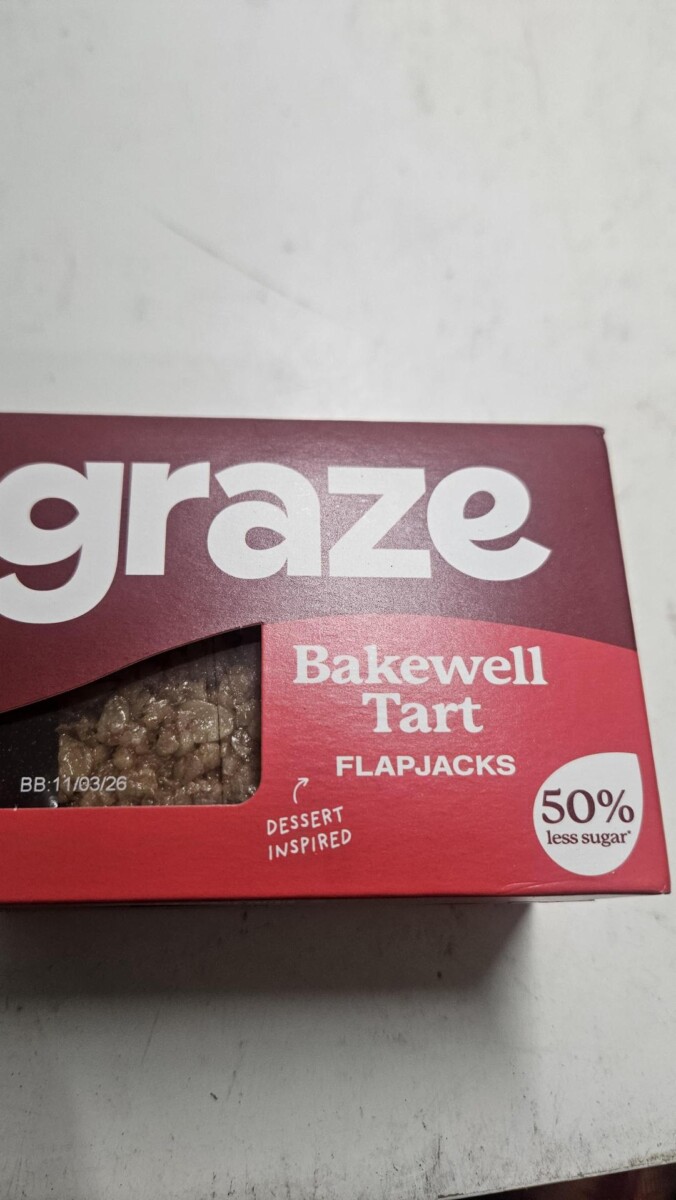 graze
Bakewell
Tart
FLAPJACKS
BB:11/03/26
DESSERT
INSPIRED
50%
less sugar*